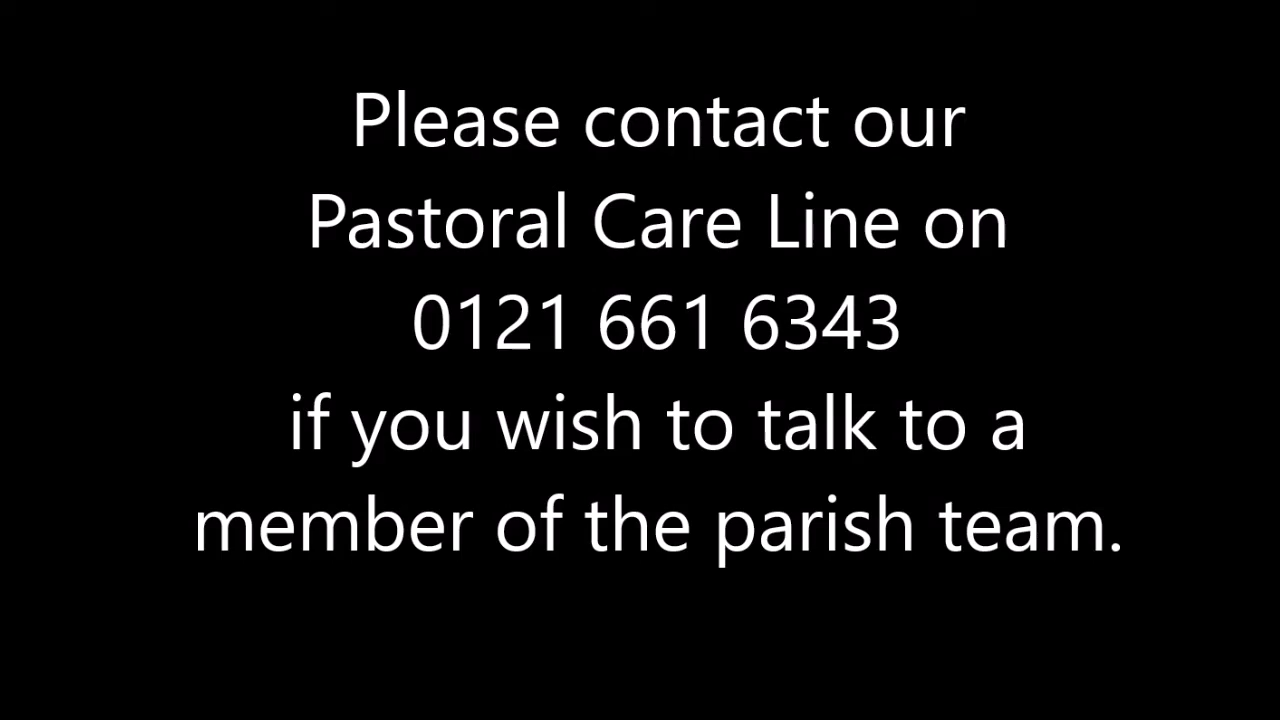 Please contact our
Pastoral Care Line on
0121 661 6343
if you wish to talk to a
member of the parish team.